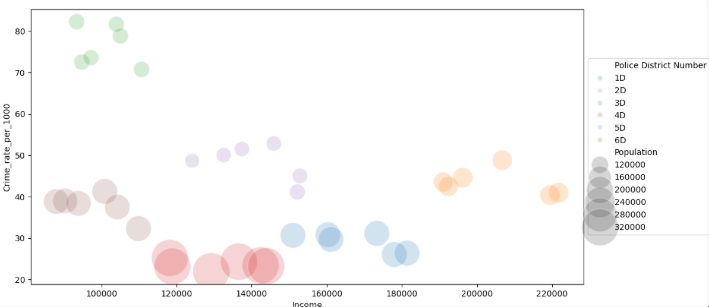 80
70
60
50
40
30
20
Crime_rate_per_1000
100000 120000 140000 160000 180000 200000 220000
Income
Police District Number
1D
2D
3D
4D
5D
6D
Population
120000
160000
200000
240000
280000
320000